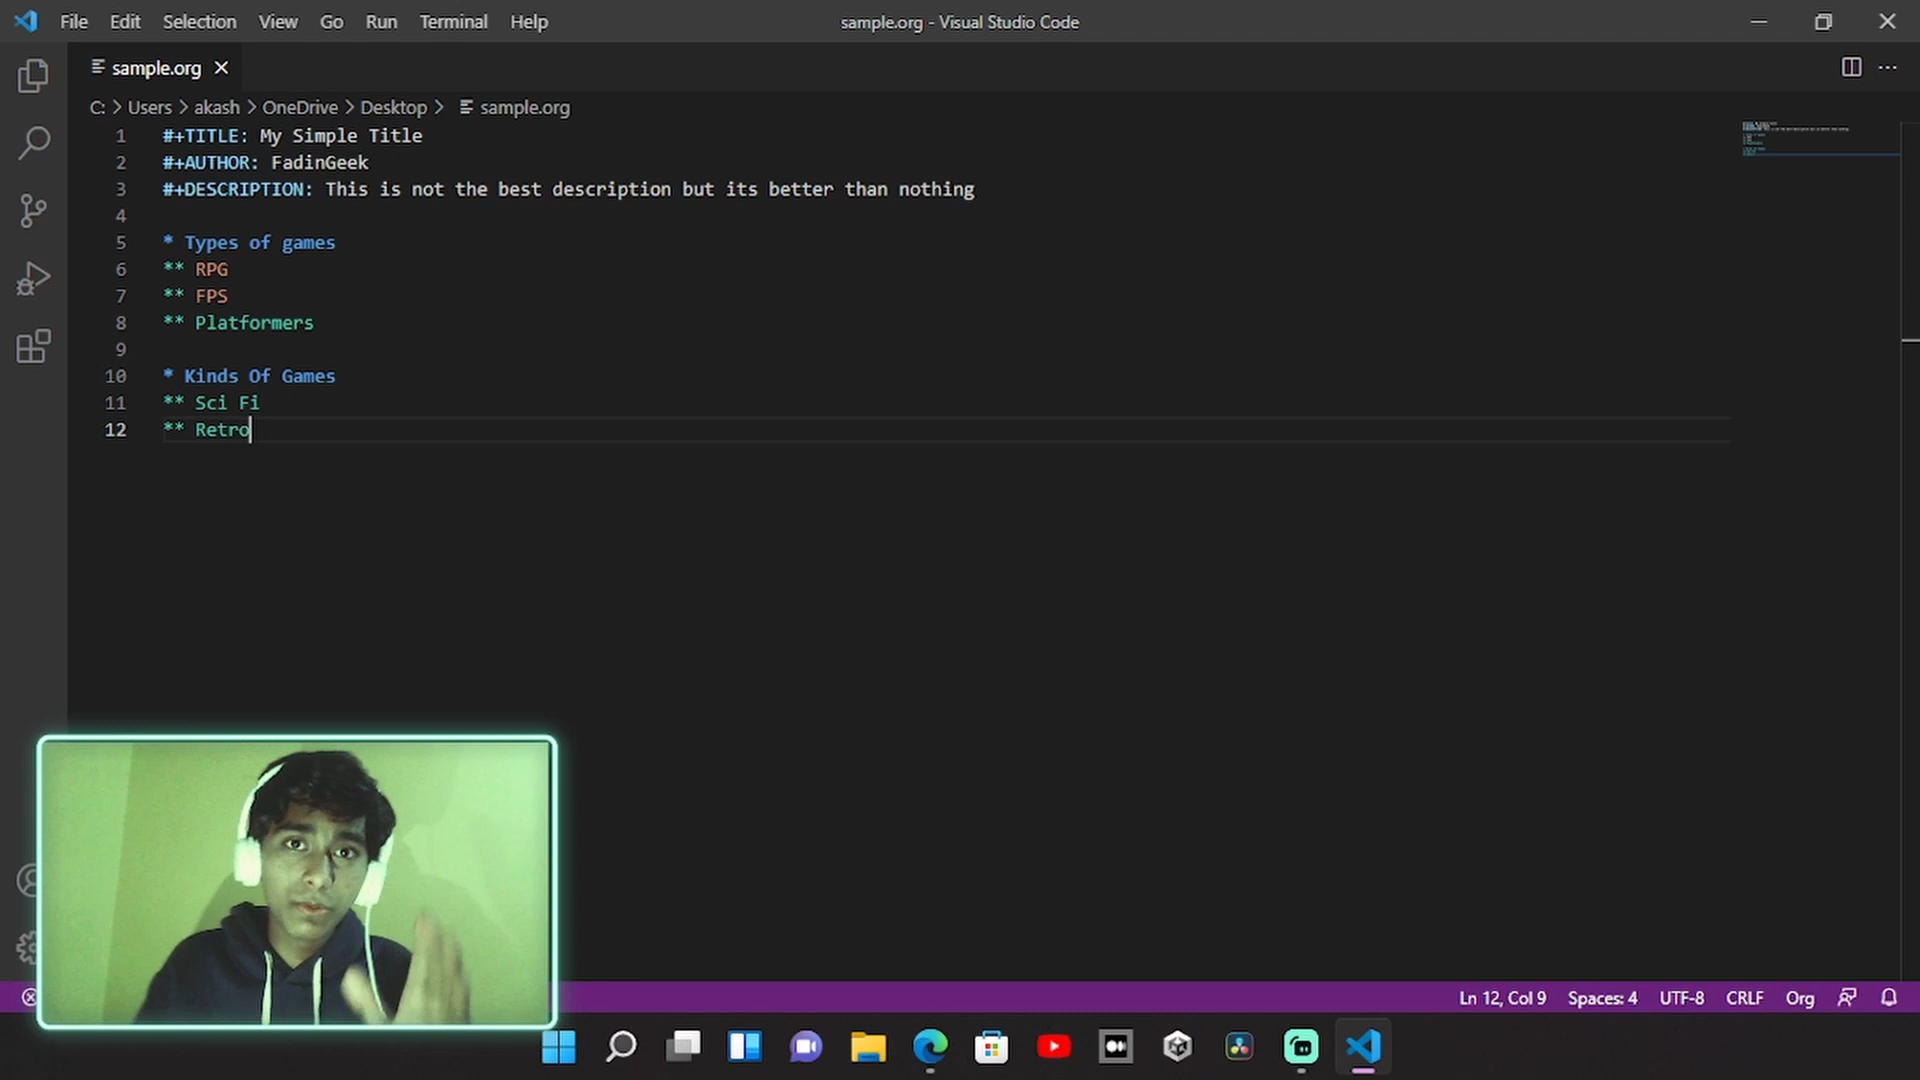 File Edit Selection View Go Run Terminal Help sample.org - Visual Studio Code
sample.org
C: > Users > akash > OneDrive > Desktop > sample.org
1 #+TITLE: My Simple Title
2 #+AUTHOR: FadinGeek
3 #+DESCRIPTION: This is not the best description but its better than nothing
4
5 * Types of games
6 ** RPG
7 ** FPS
8 ** Platformers
9
10 * Kinds Of Games
11 ** Sci Fi
12 ** Retro
Ln 12, Col 9 Spaces: 4 UTF-8 CRLF Org